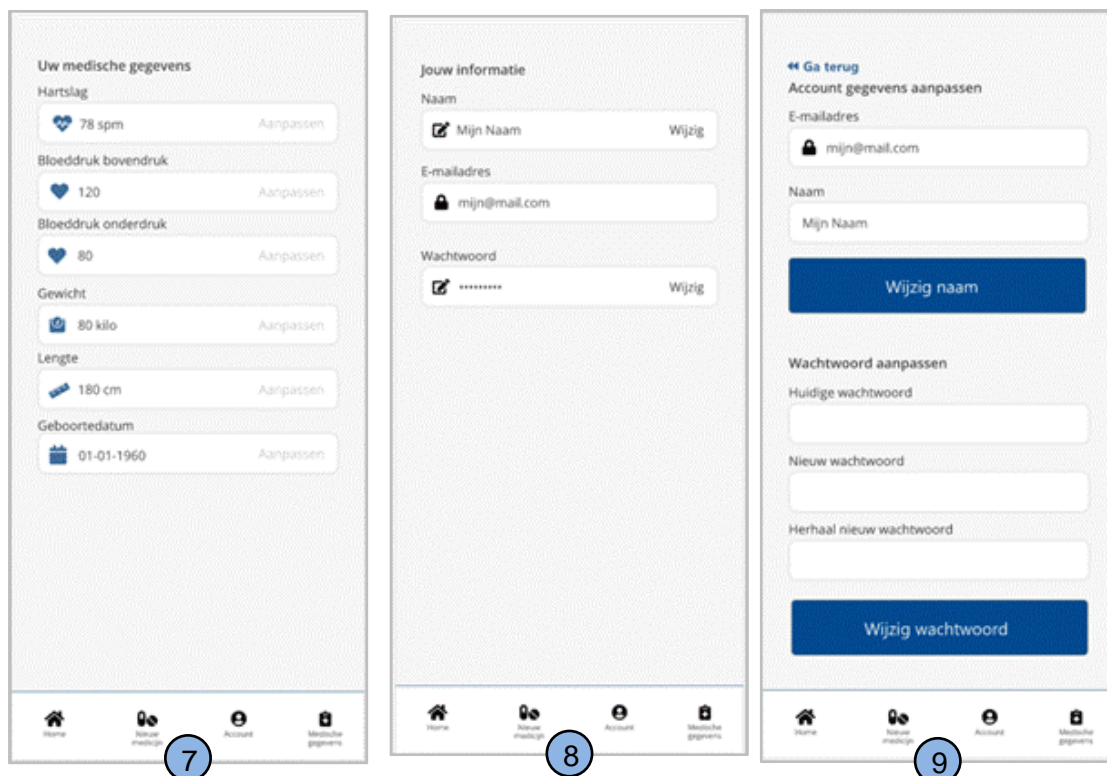 Uw medische gegevens
Hartslag
78 spm Aanpassen
Bloeddruk bovendruk
120 Aanpassen
Bloeddruk onderdruk
80 Aanpassen
Gewicht
80 kilo Aanpassen
Lengte
180 cm Aanpassen
Geboortedatum
01-01-1960 Aanpassen
Home
Nieuw medicijn
Account
Medische gegevens
7
Jouw informatie
Naam
Mijn Naam Wijzig
E-mailadres
mijn@mail.com
Wachtwoord
••••••••• Wijzig
Home
Nieuw medicijn
Account
Medische gegevens
8
Ga terug
Account gegevens aanpassen
E-mailadres
mijn@mail.com
Naam
Mijn Naam
Wijzig naam
Wachtwoord aanpassen
Huidige wachtwoord
Nieuw wachtwoord
Herhaal nieuw wachtwoord
Wijzig wachtwoord
Home
Nieuw medicijn
Account
Medische gegevens
9